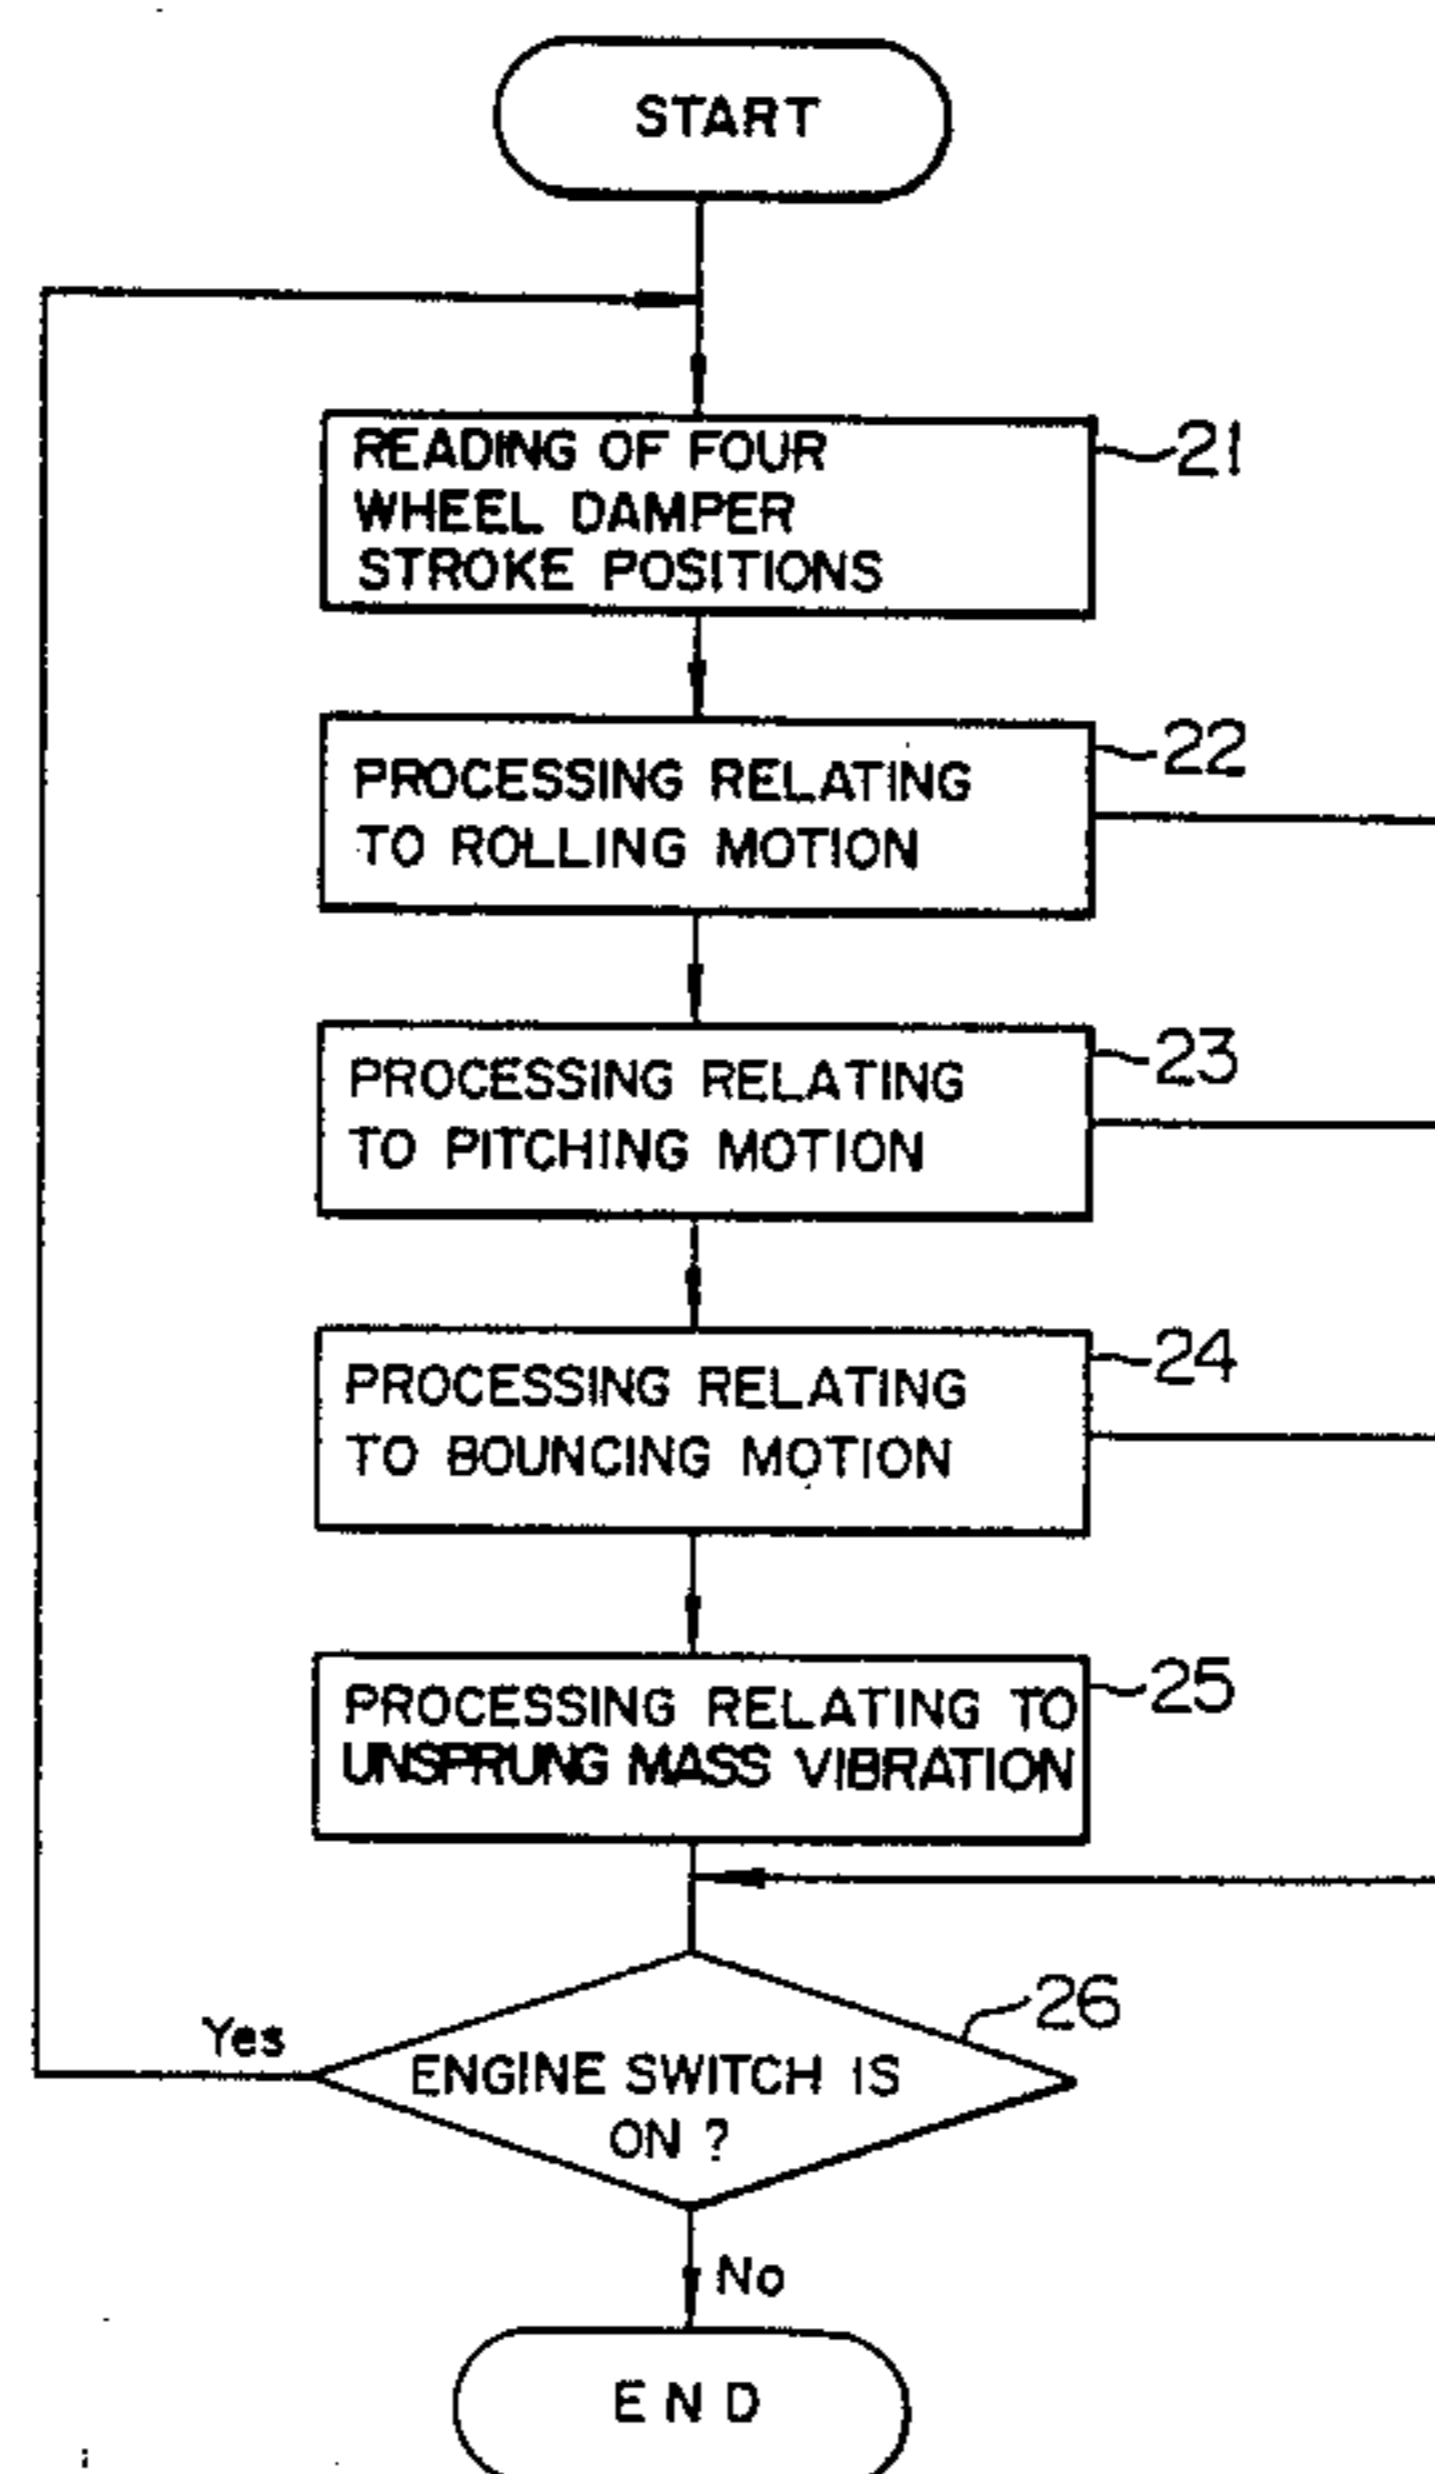 START
READING OF FOUR
WHEEL DAMPER
STROKE POSITIONS
21
PROCESSING RELATING
TO ROLLING MOTION
22
PROCESSING RELATING
TO PITCHING MOTION
23
PROCESSING RELATING
TO BOUNCING MOTION
24
PROCESSING RELATING TO
UNSPRUNG MASS VIBRATION
25
26
Yes
ENGINE SWITCH IS
ON ?
No
END